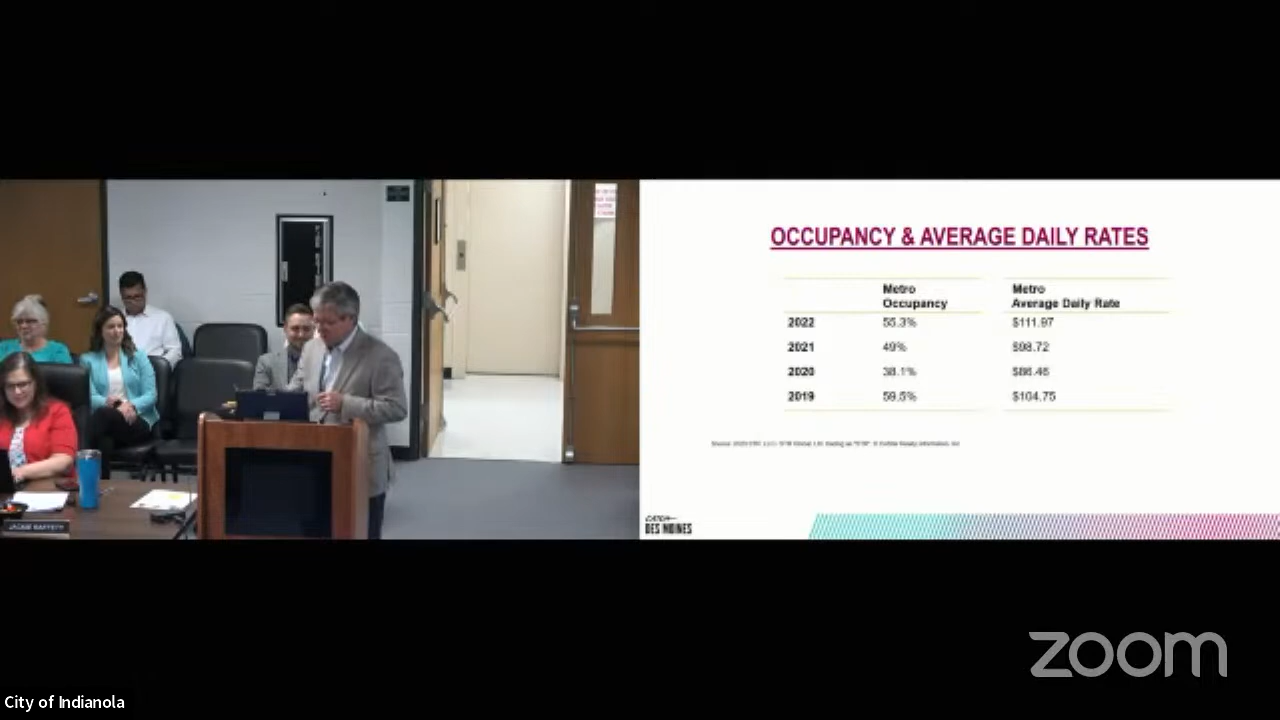 OCCUPANCY & AVERAGE DAILY RATES
Metro Occupancy
Metro Average Daily Rate
2022 55.3% $111.97
2021 49% $98.72
2020 38.1% $86.46
2019 59.5% $104.75
CATCH
DES MOINES
zoom
City of Indianola